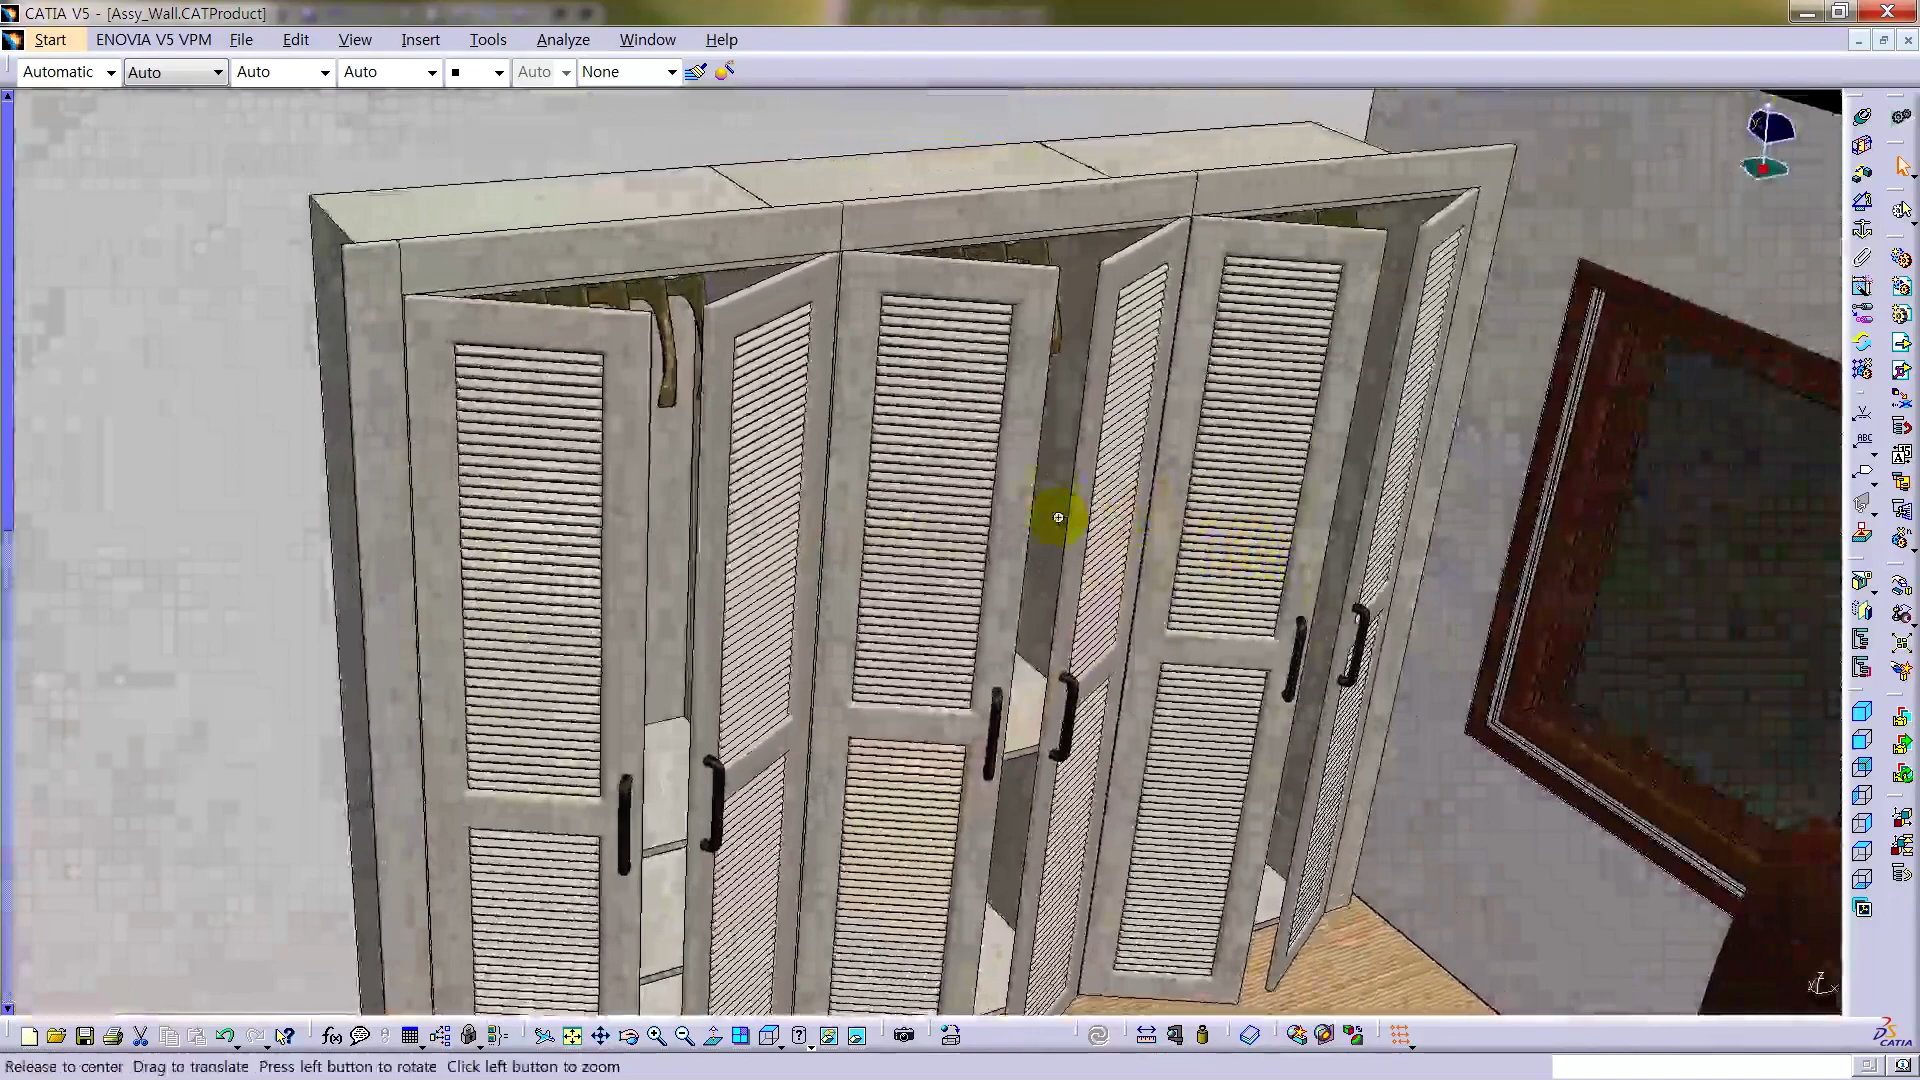 CATIA V5 - [Assy_Wall.CATProduct]
Start ENOVIA V5 VPM File Edit View Insert Tools Analyze Window Help
Automatic Auto Auto Auto Auto None
ABC
Z
f(x)
CATIA
Release to center Drag to translate Press left button to rotate Click left button to zoom